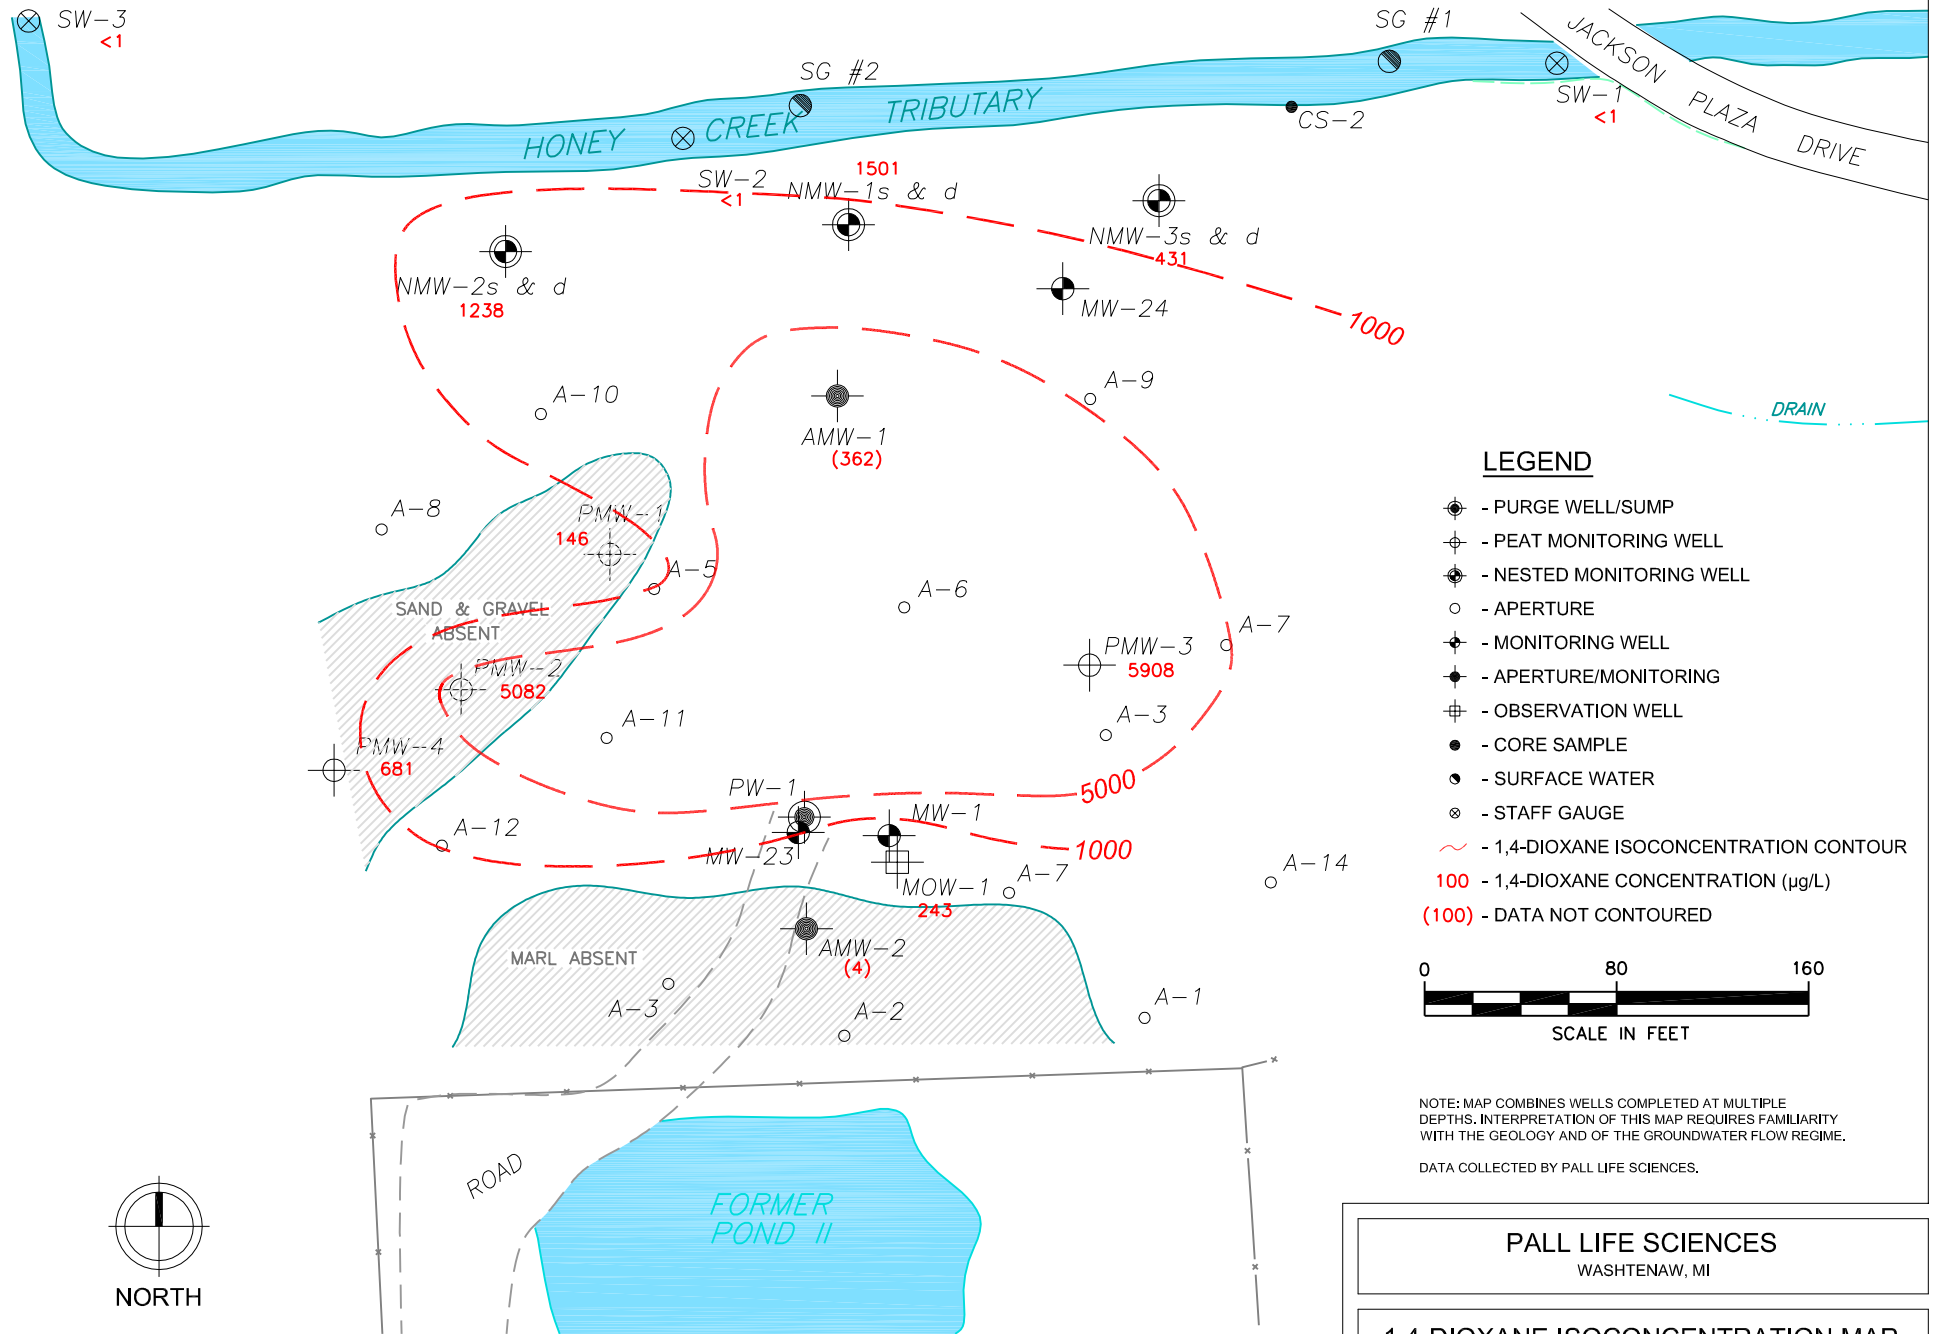 SW-3
<1
SG #1
JACKSON PLAZA DRIVE
SG #2
HONEY CREEK TRIBUTARY
CS-2
SW-1
<1
SW-2
<1
1501
NMW-1s & d
NMW-3s & d
431
NMW-2s & d
1238
MW-24
1000
A-10
A-9
DRAIN
AMW-1
(362)
A-8
PMW-1
146
A-5
A-6
SAND & GRAVEL
ABSENT
A-7
PMW-3
5908
PMW-2
5082
A-11
A-3
PMW-4
681
5000
PW-1
MW-1
A-12
MW-23
1000
MOW-1
243
A-7
A-14
AMW-2
(4)
MARL ABSENT
A-3
A-2
A-1
ROAD
FORMER
POND II
NORTH
LEGEND
- PURGE WELL/SUMP
- PEAT MONITORING WELL
- NESTED MONITORING WELL
- APERTURE
- MONITORING WELL
- APERTURE/MONITORING
- OBSERVATION WELL
- CORE SAMPLE
- SURFACE WATER
- STAFF GAUGE
- 1,4-DIOXANE ISOCONCENTRATION CONTOUR
100 - 1,4-DIOXANE CONCENTRATION (µg/L)
(100) - DATA NOT CONTOURED
0 80 160
SCALE IN FEET
NOTE: MAP COMBINES WELLS COMPLETED AT MULTIPLE
DEPTHS. INTERPRETATION OF THIS MAP REQUIRES FAMILIARITY
WITH THE GEOLOGY AND OF THE GROUNDWATER FLOW REGIME.
DATA COLLECTED BY PALL LIFE SCIENCES.
PALL LIFE SCIENCES
WASHTENAW, MI
1,4-DIOXANE ISOCONCENTRATION MAP